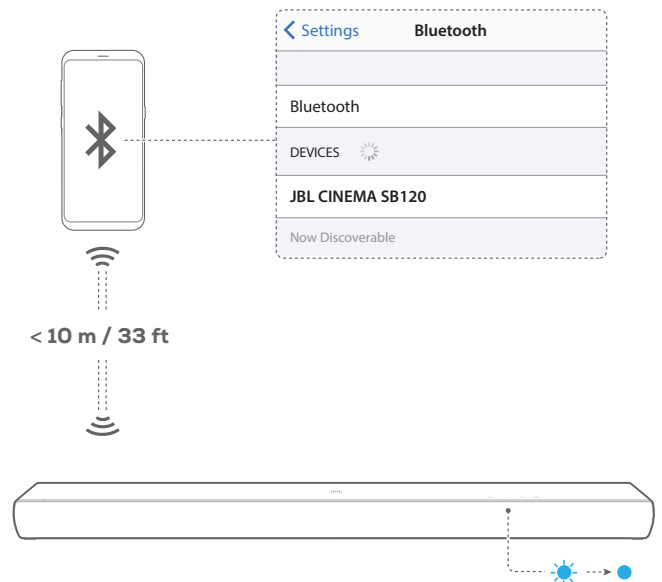 Settings
Bluetooth
Bluetooth
DEVICES
JBL CINEMA SB120
Now Discoverable
< 10 m / 33 ft